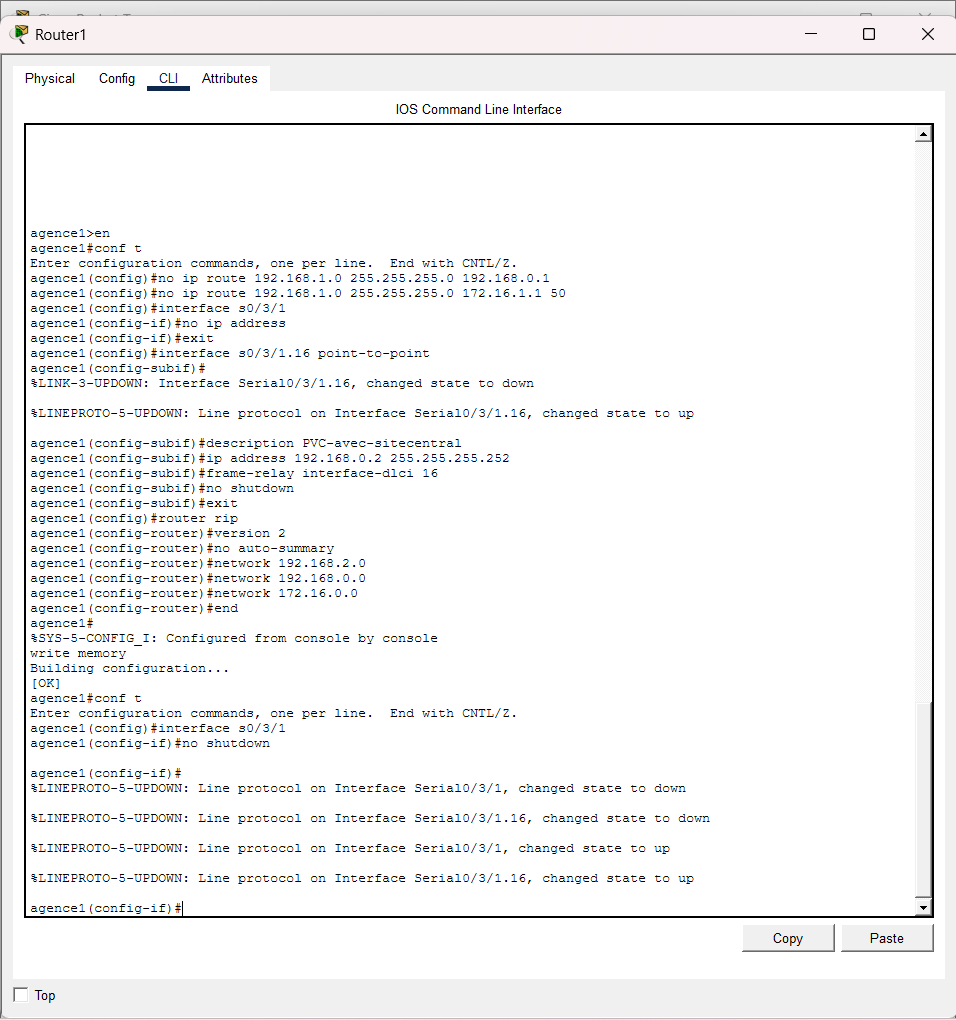 Router1
Physical Config CLI Attributes
IOS Command Line Interface
agence1>en
agence1#conf t
Enter configuration commands, one per line.  End with CNTL/Z.
agence1(config)#no ip route 192.168.1.0 255.255.255.0 192.168.0.1
agence1(config)#no ip route 192.168.1.0 255.255.255.0 172.16.1.1 50
agence1(config)#interface s0/3/1
agence1(config-if)#no ip address
agence1(config-if)#exit
agence1(config)#interface s0/3/1.16 point-to-point
agence1(config-subif)#
%LINK-3-UPDOWN: Interface Serial0/3/1.16, changed state to down
%LINEPROTO-5-UPDOWN: Line protocol on Interface Serial0/3/1.16, changed state to up
agence1(config-subif)#description PVC-avec-sitecentral
agence1(config-subif)#ip address 192.168.0.2 255.255.255.252
agence1(config-subif)#frame-relay interface-dlci 16
agence1(config-subif)#no shutdown
agence1(config-subif)#exit
agence1(config)#router rip
agence1(config-router)#version 2
agence1(config-router)#no auto-summary
agence1(config-router)#network 192.168.2.0
agence1(config-router)#network 192.168.0.0
agence1(config-router)#network 172.16.0.0
agence1(config-router)#end
agence1#
%SYS-5-CONFIG_I: Configured from console by console
write memory
Building configuration...
[OK]
agence1#conf t
Enter configuration commands, one per line.  End with CNTL/Z.
agence1(config)#interface s0/3/1
agence1(config-if)#no shutdown
agence1(config-if)#
%LINEPROTO-5-UPDOWN: Line protocol on Interface Serial0/3/1, changed state to down
%LINEPROTO-5-UPDOWN: Line protocol on Interface Serial0/3/1.16, changed state to down
%LINEPROTO-5-UPDOWN: Line protocol on Interface Serial0/3/1, changed state to up
%LINEPROTO-5-UPDOWN: Line protocol on Interface Serial0/3/1.16, changed state to up
agence1(config-if)#
Copy Paste
Top